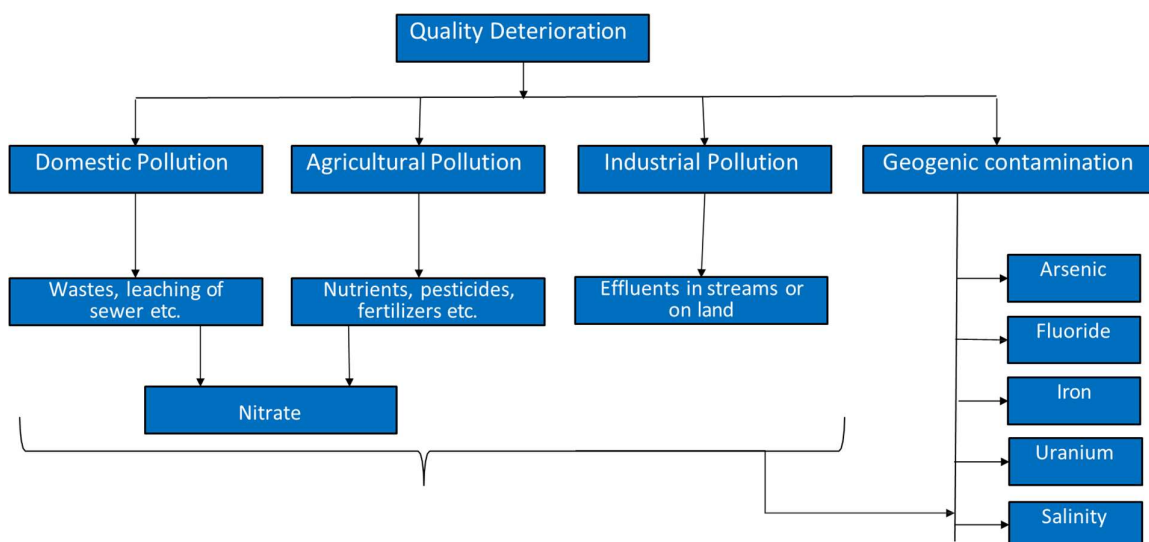 Quality Deterioration
Domestic Pollution
Agricultural Pollution
Industrial Pollution
Geogenic contamination
Wastes, leaching of
sewer etc.
Nutrients, pesticides,
fertilizers etc.
Effluents in streams or
on land
Nitrate
Arsenic
Fluoride
Iron
Uranium
Salinity